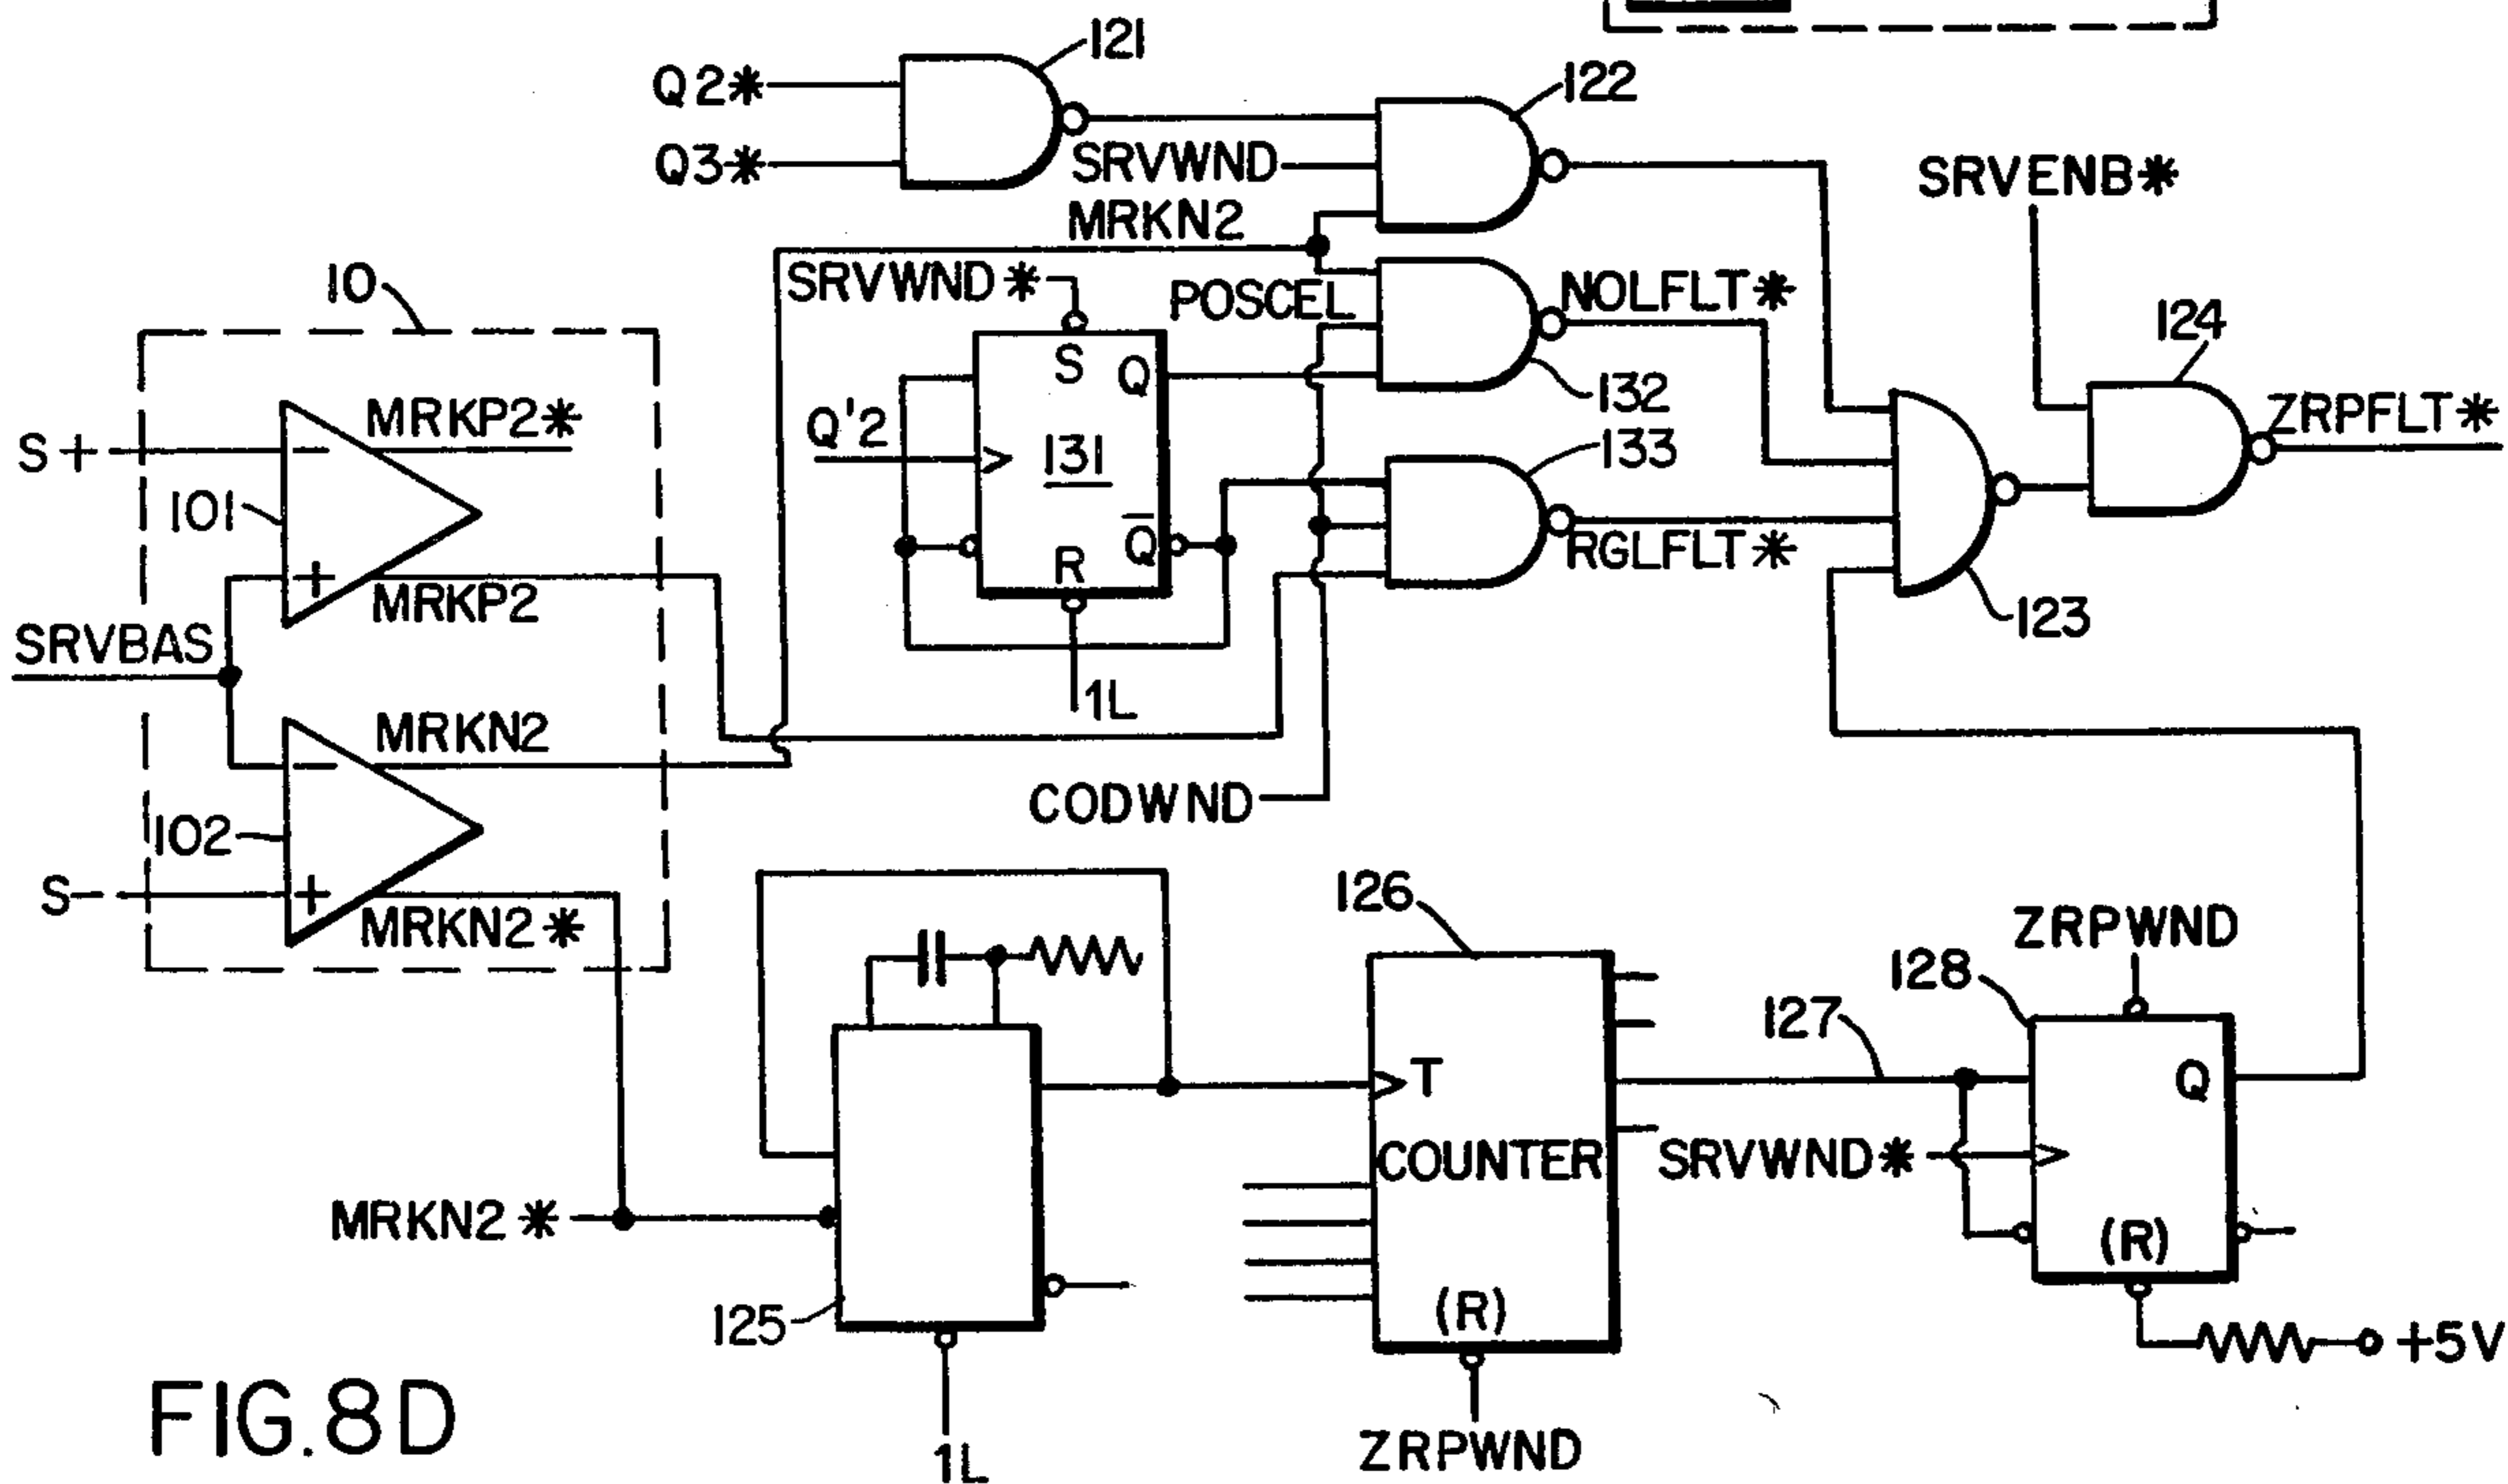 121
Q2*
122
Q3*
SRVWND
SRVENB*
MRKN2
10
SRVWND*
POSCEL
NOLFLT*
124
S
Q
132
MRKP2*
Q'2
ZRPFLT*
S+
−
131
133
101
Q̅
R
RGLFLT*
+
MRKP2
123
SRVBAS
1L
MRKN2
−
CODWND
102
126
S−
+
MRKN2*
ZRPWND
128
127
T
Q
COUNTER
SRVWND*
MRKN2*
(R)
125
(R)
+5V
FIG.8D
1L
ZRPWND